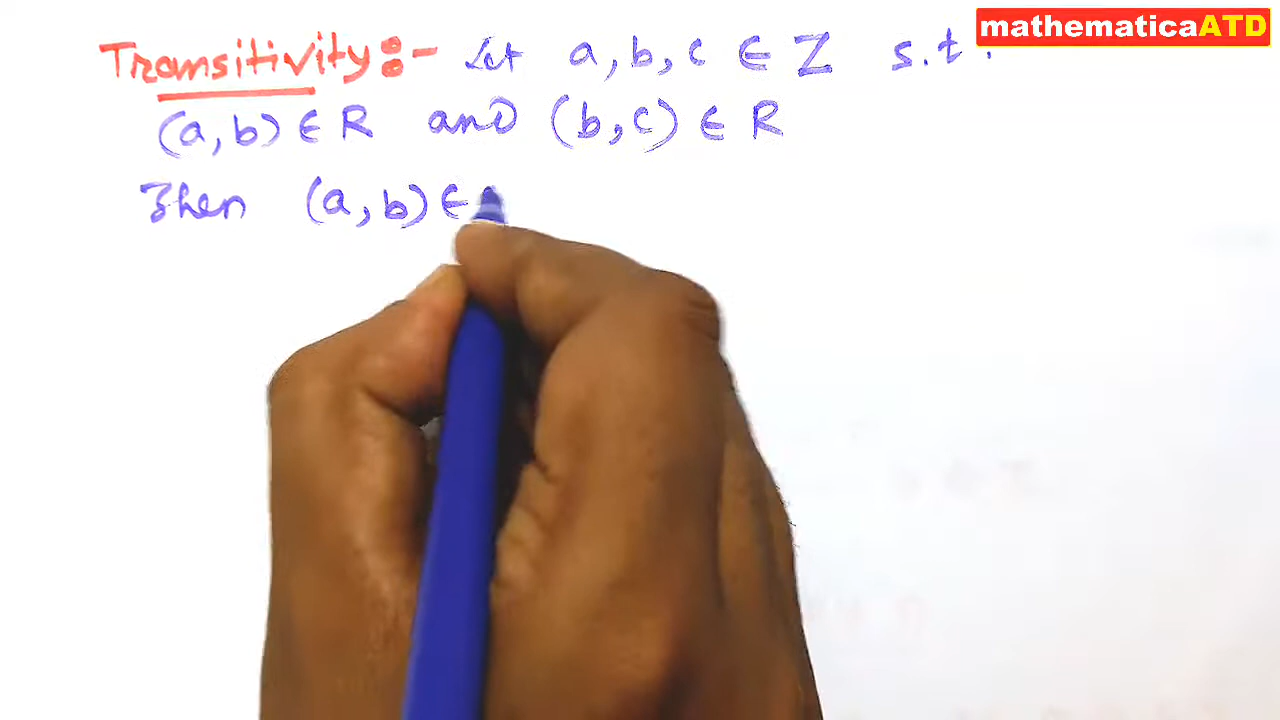 mathematicaATD
Transitivity:- Let a, b, c ∈ Z s.t.
(a, b) ∈ R and (b, c) ∈ R
Then (a, b) ∈